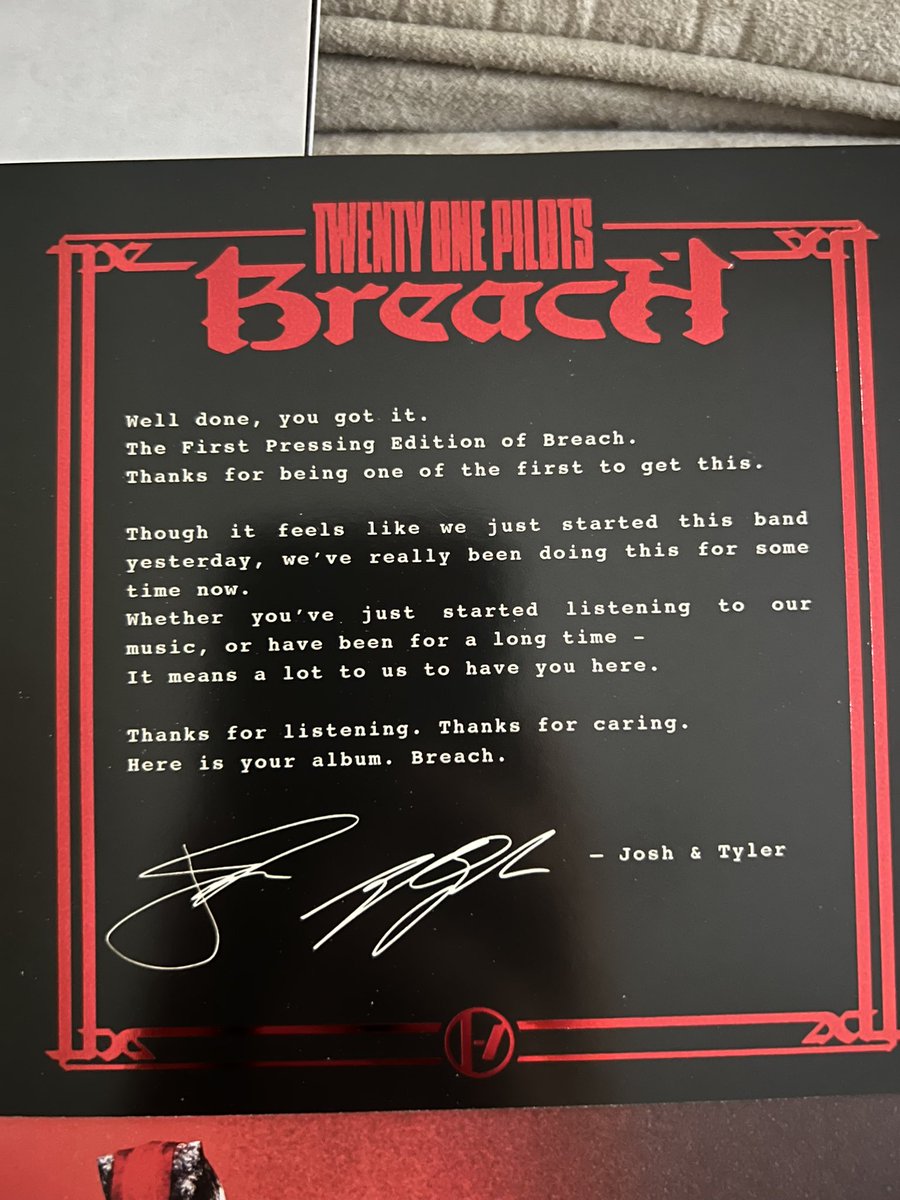 TWENTY ONE PILOTS
BreacH
Well done, you got it.
The First Pressing Edition of Breach.
Thanks for being one of the first to get this.
Though it feels like we just started this band
yesterday, we've really been doing this for some
time now.
Whether you've just started listening to our
music, or have been for a long time –
It means a lot to us to have you here.
Thanks for listening. Thanks for caring.
Here is your album. Breach.
– Josh & Tyler